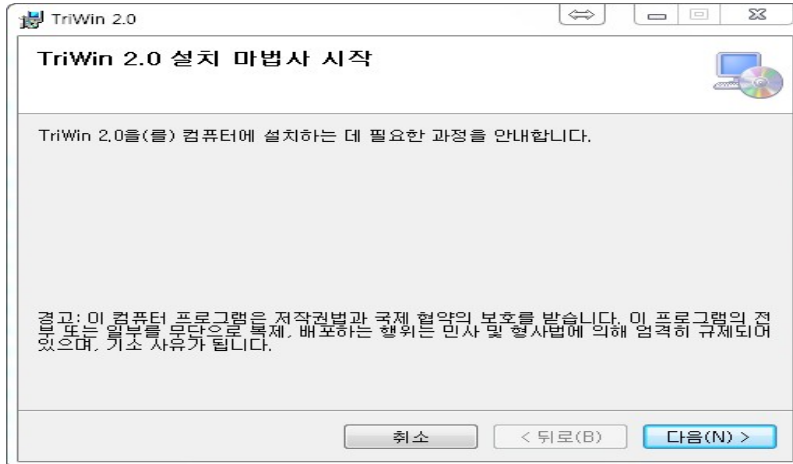 TriWin 2.0
TriWin 2.0 설치 마법사 시작
TriWin 2.0을(를) 컴퓨터에 설치하는 데 필요한 과정을 안내합니다.
경고: 이 컴퓨터 프로그램은 저작권법과 국제 협약의 보호를 받습니다. 이 프로그램의 전
부 또는 일부를 무단으로 복제, 배포하는 행위는 민사 및 형사법에 의해 엄격히 규제되어
있으며, 기소 사유가 됩니다.
취소 < 뒤로(B) 다음(N) >